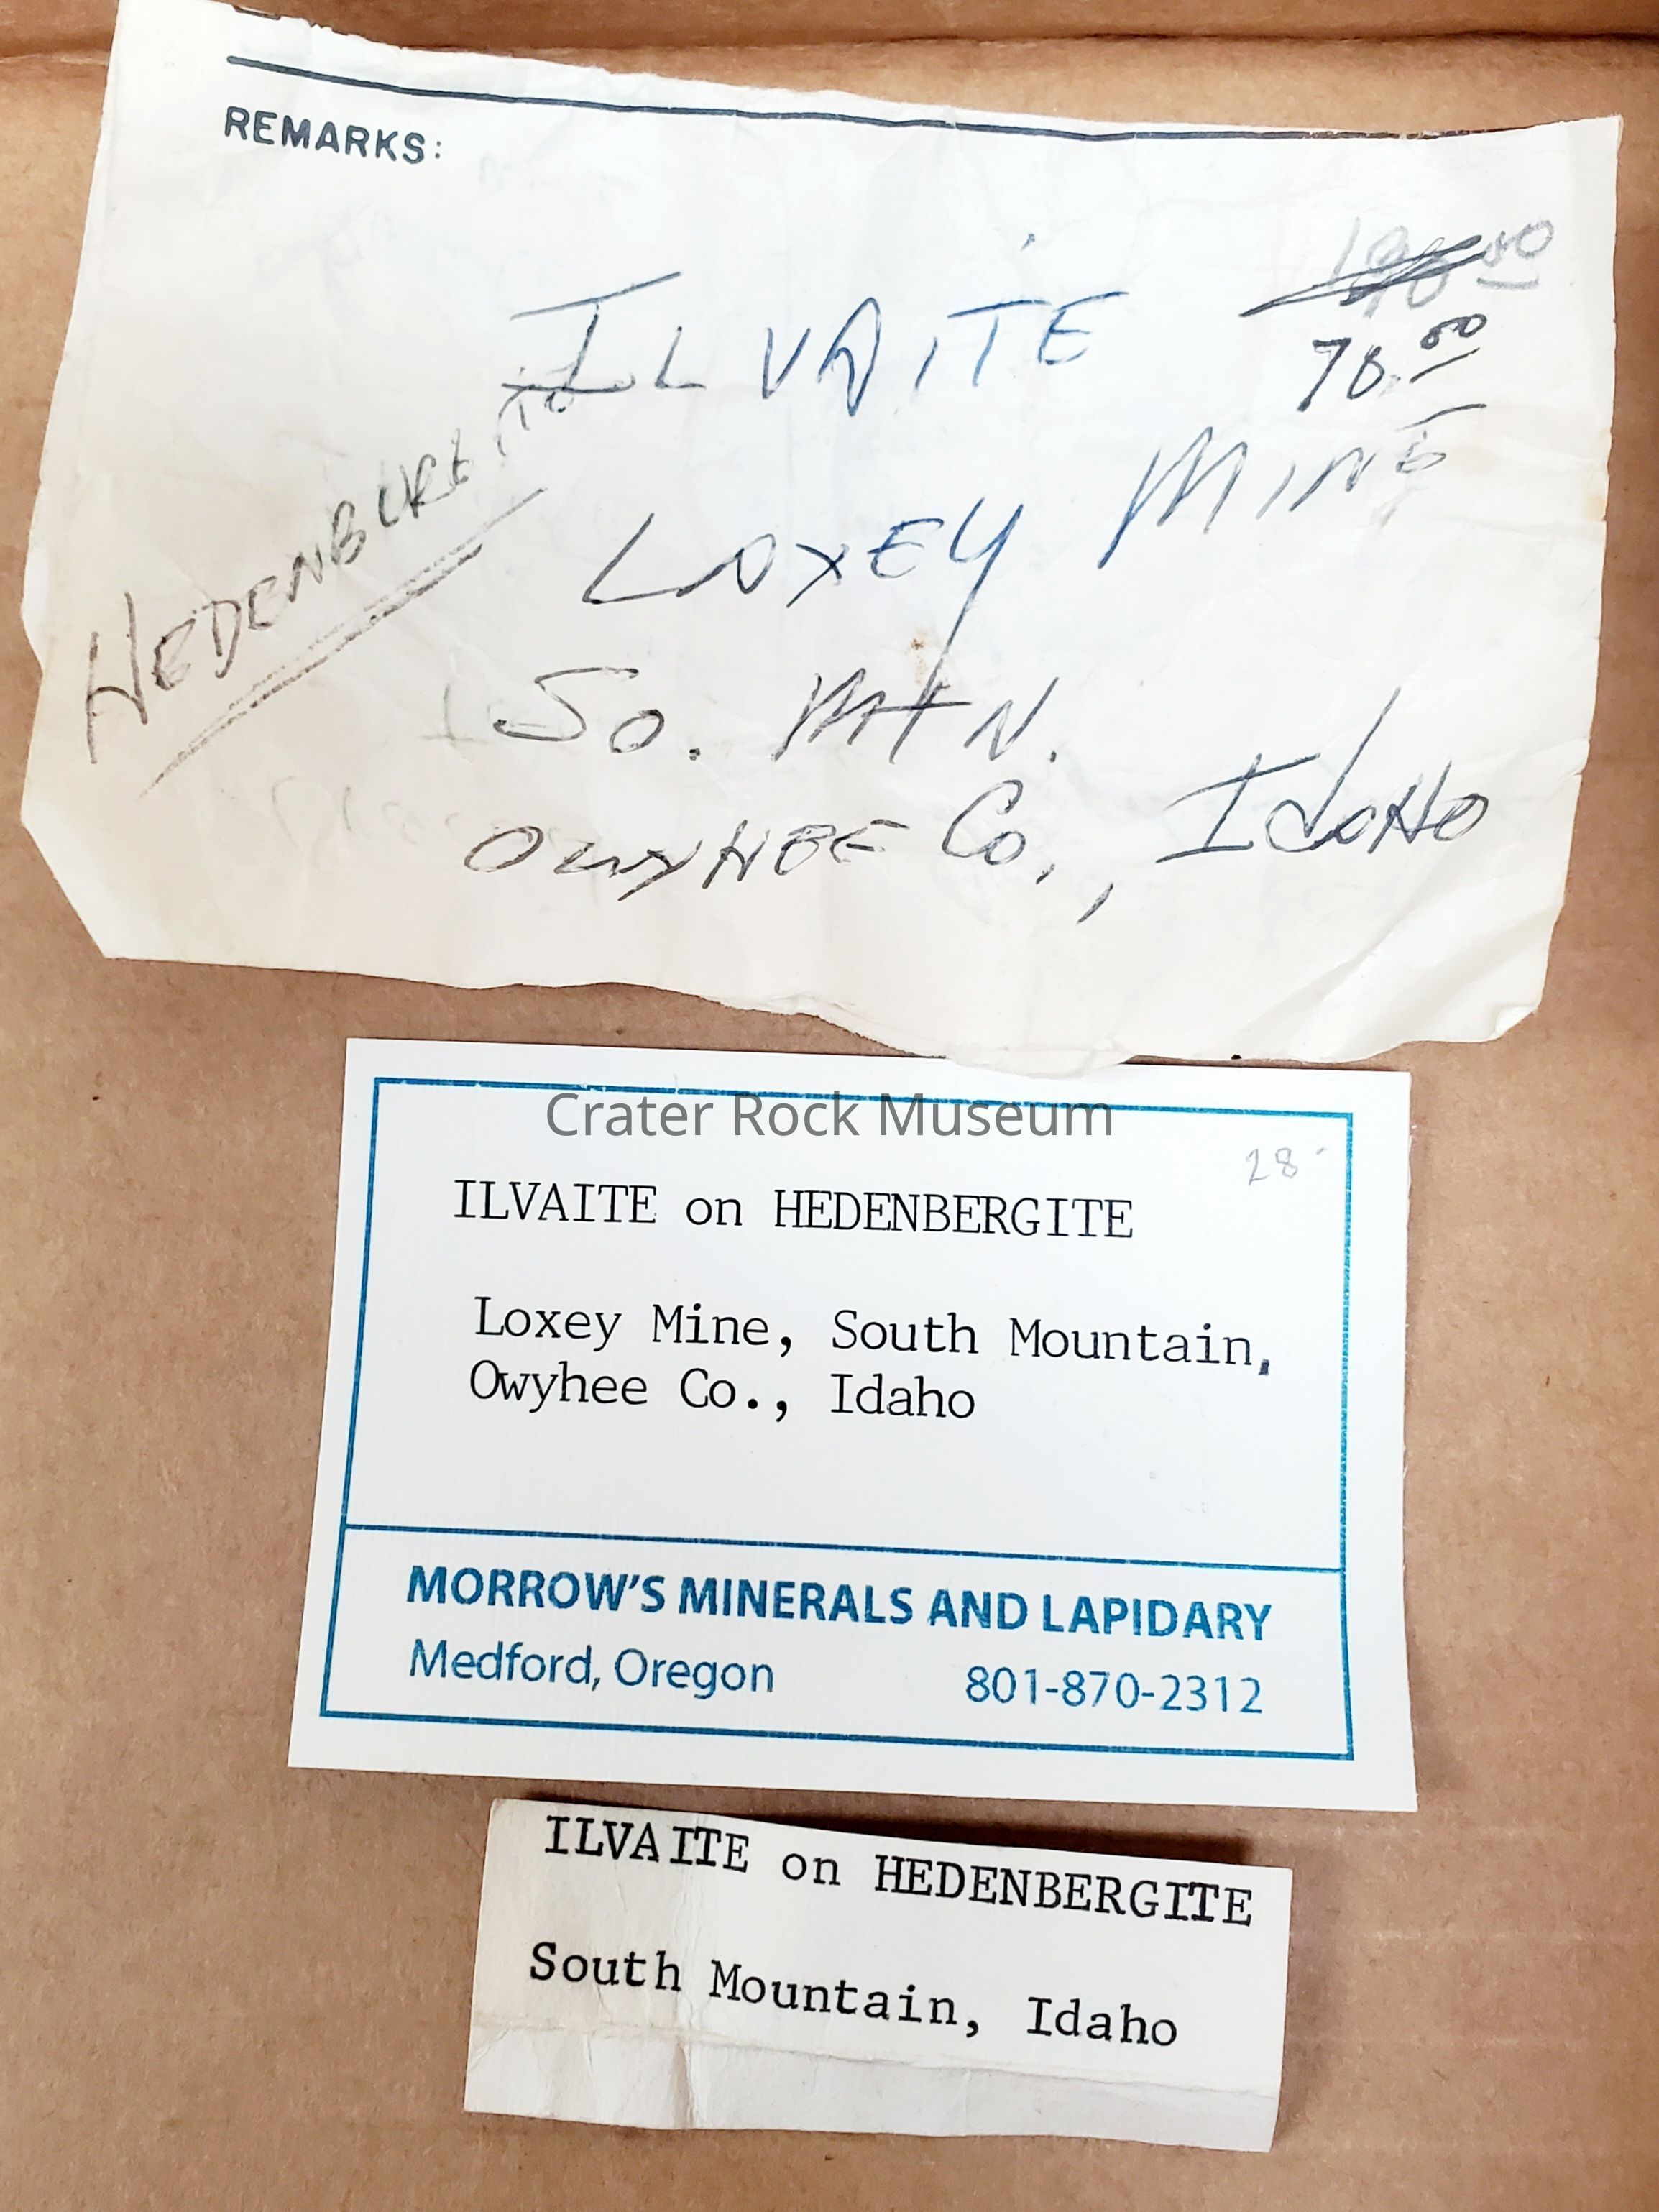 REMARKS:
ILVAITE
78.00
HEDENBURGITE
LOXEY MINE
SO. MTN.
OWYHEE Co., IDAHO
Crater Rock Museum
28-
ILVAITE on HEDENBERGITE
Loxey Mine, South Mountain,
Owyhee Co., Idaho
MORROW'S MINERALS AND LAPIDARY
Medford, Oregon 801-870-2312
ILVAITE on HEDENBERGITE
South Mountain, Idaho